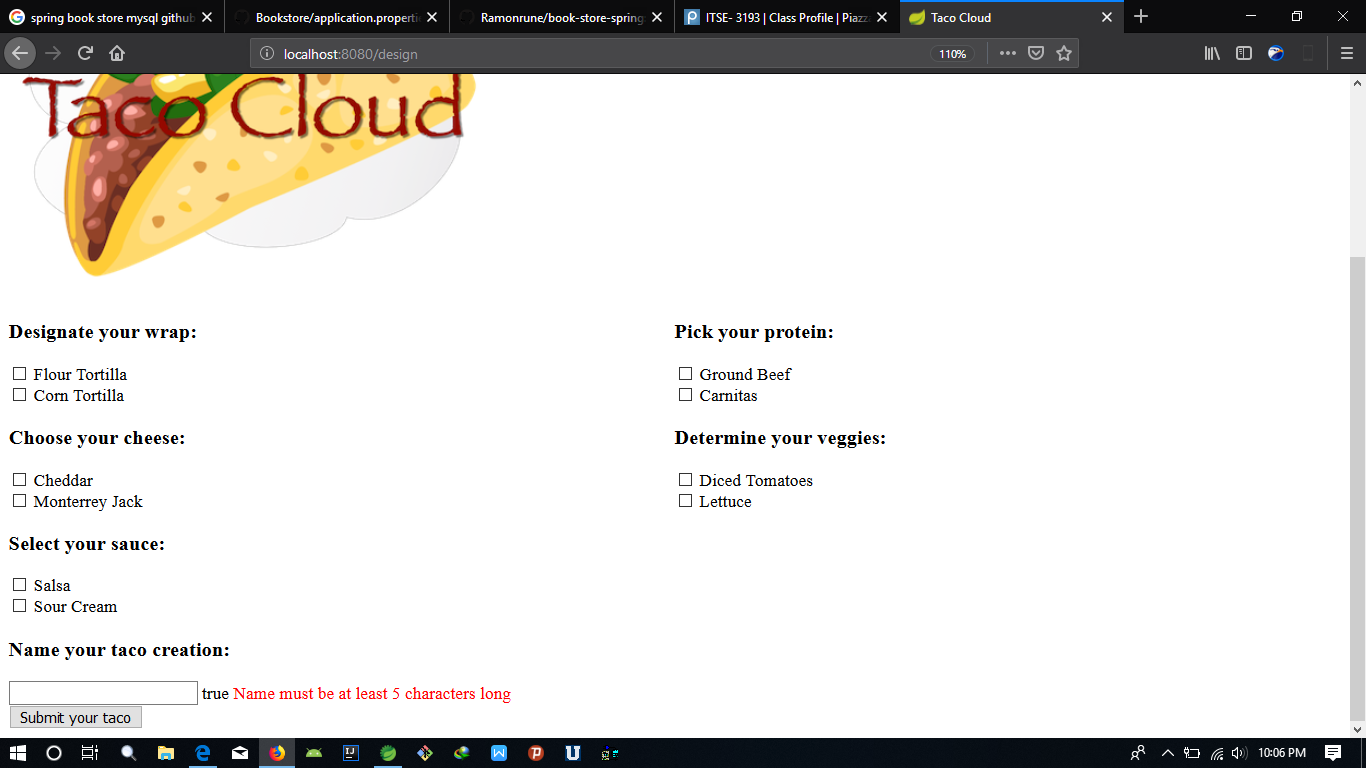 spring book store mysql github
Bookstore/application.properti
Ramonrune/book-store-spring
ITSE- 3193 | Class Profile | Piazz
Taco Cloud
localhost:8080/design
110%
Taco Cloud
Designate your wrap:
Flour Tortilla
Corn Tortilla
Pick your protein:
Ground Beef
Carnitas
Choose your cheese:
Cheddar
Monterrey Jack
Determine your veggies:
Diced Tomatoes
Lettuce
Select your sauce:
Salsa
Sour Cream
Name your taco creation:
true Name must be at least 5 characters long
Submit your taco
10:06 PM